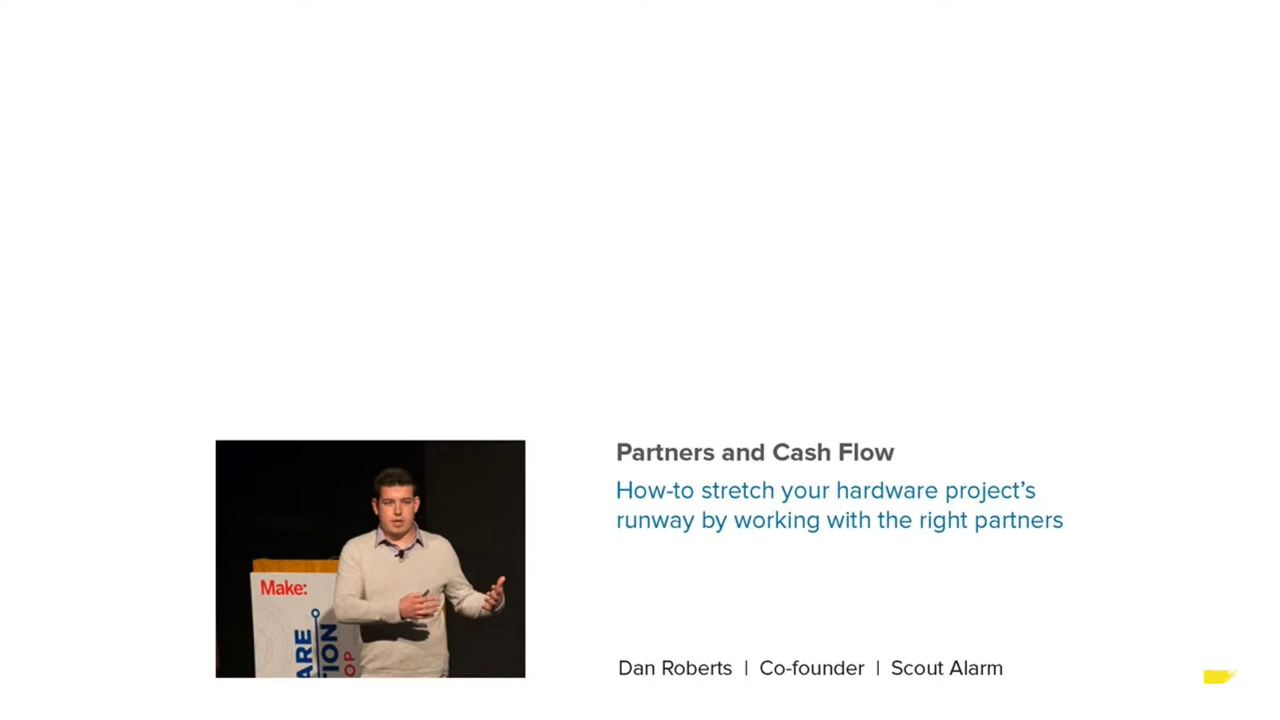 Partners and Cash Flow
How-to stretch your hardware project’s
runway by working with the right partners
Make:
Dan Roberts | Co-founder | Scout Alarm